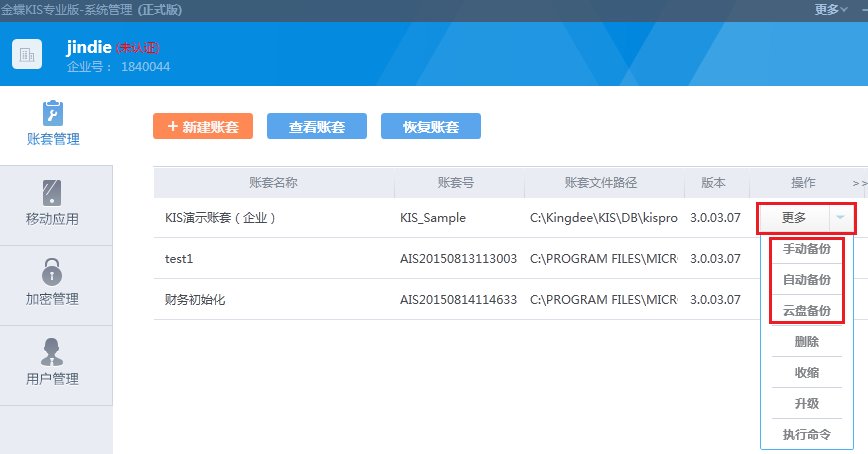 金蝶KIS专业版-系统管理 (正式版) 更多
jindie (未认证)
企业号： 1840044
账套管理
移动应用
加密管理
用户管理
+ 新建账套 查看账套 恢复账套
账套名称 账套号 账套文件路径 版本 操作 >>
KIS演示账套（企业） KIS_Sample C:\Kingdee\KIS\DB\kispro 3.0.03.07 更多
test1 AIS20150813113003 C:\PROGRAM FILES\MICR 3.0.03.07
财务初始化 AIS20150814114633 C:\PROGRAM FILES\MICR 3.0.03.07
手动备份
自动备份
云盘备份
删除
收缩
升级
执行命令